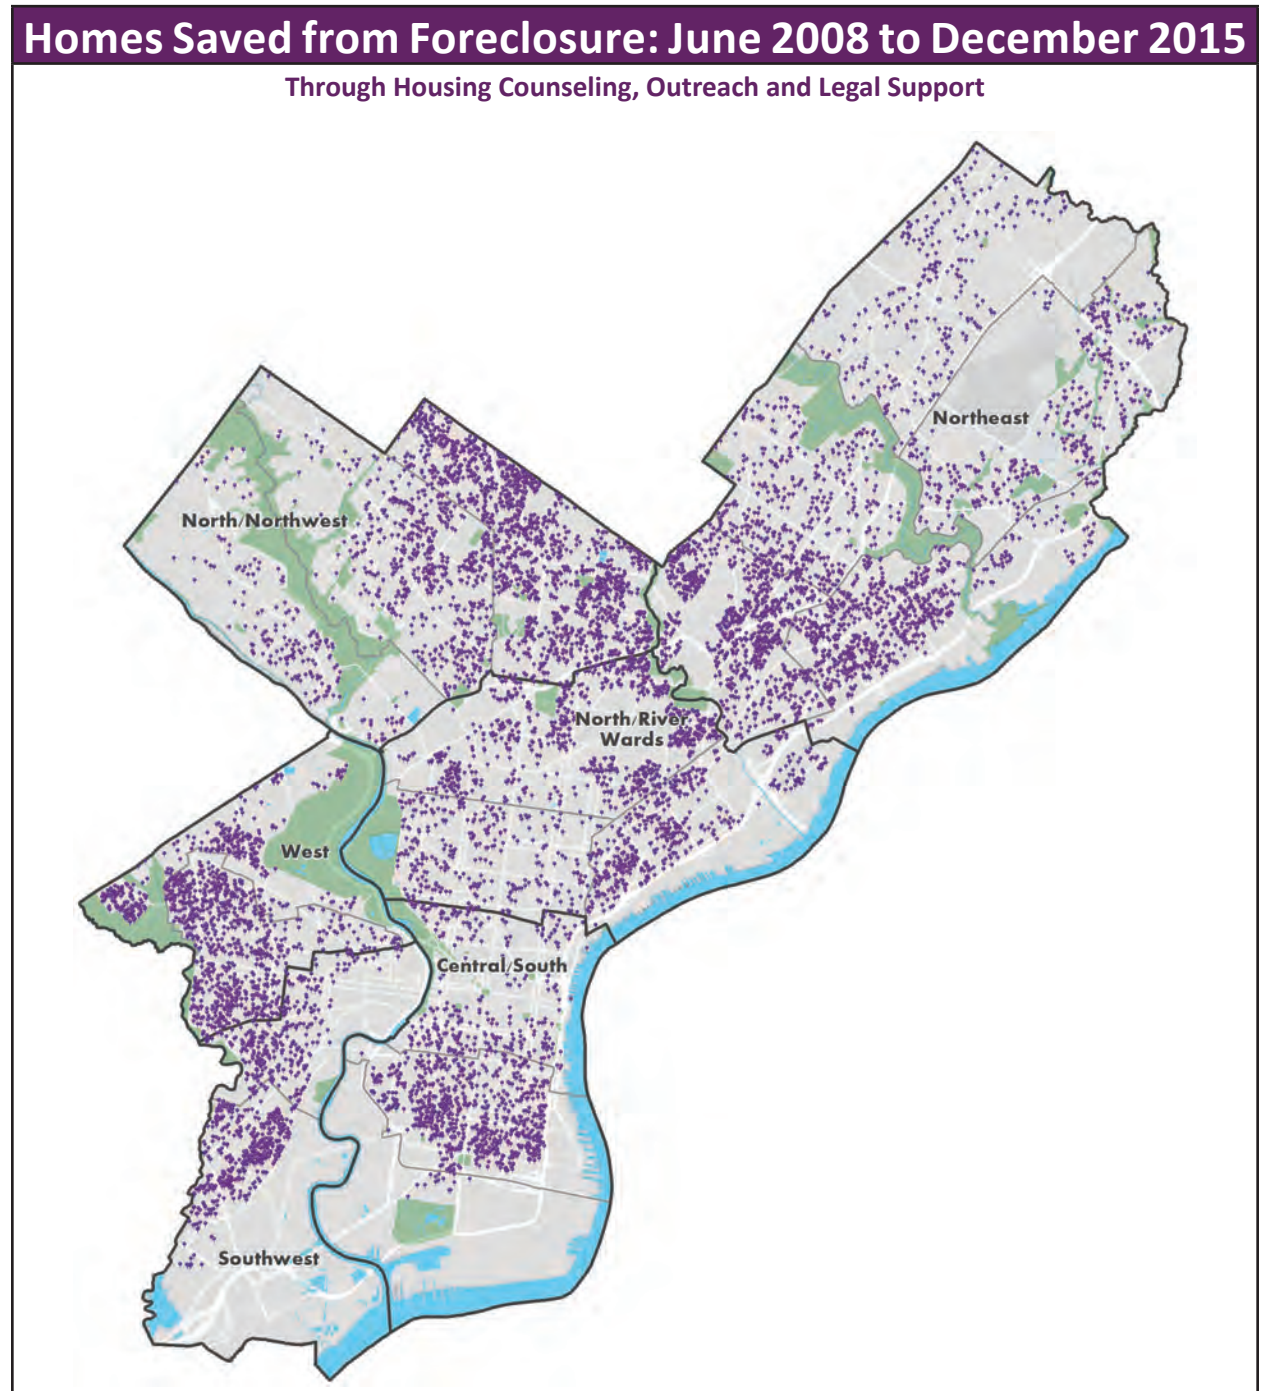 Homes Saved from Foreclosure: June 2008 to December 2015
Through Housing Counseling, Outreach and Legal Support
Northeast
North/Northwest
North/River
Wards
West
Central/South
Southwest